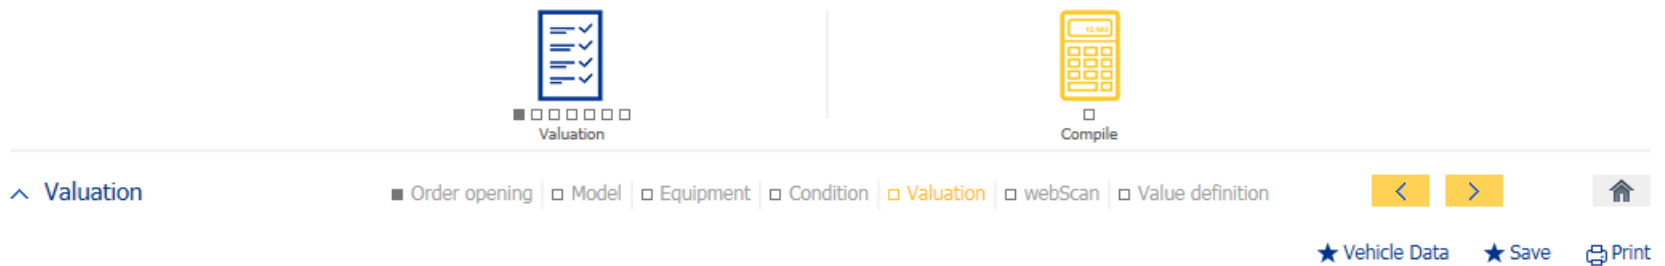 Valuation
Compile
Valuation
Order opening Model Equipment Condition Valuation webScan Value definition
Vehicle Data Save Print